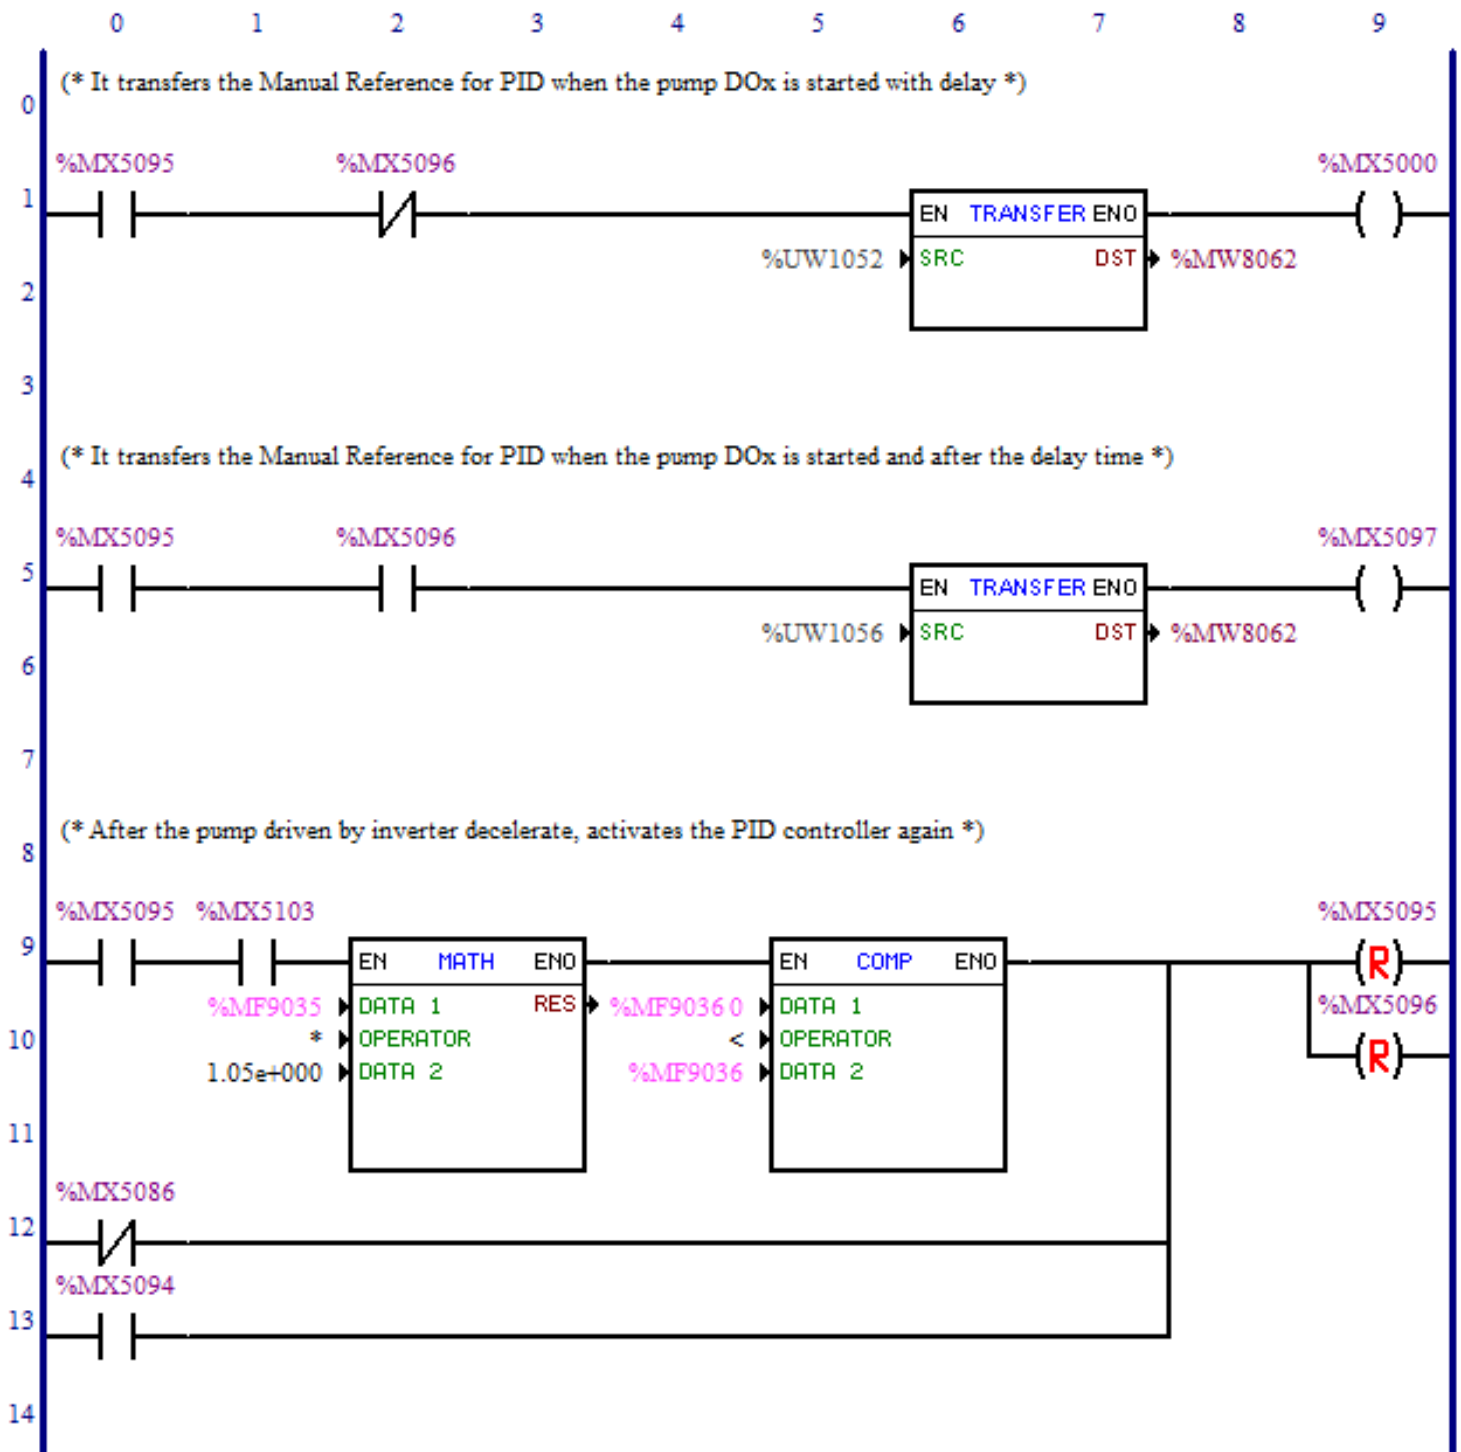 0 1 2 3 4 5 6 7 8 9
(* It transfers the Manual Reference for PID when the pump DOx is started with delay *)
0
%MX5095 %MX5096 %MX5000
1
EN TRANSFER ENO
%UW1052 SRC DST %MW8062
2
3
(* It transfers the Manual Reference for PID when the pump DOx is started and after the delay time *)
4
%MX5095 %MX5096 %MX5097
5
EN TRANSFER ENO
%UW1056 SRC DST %MW8062
6
7
(* After the pump driven by inverter decelerate, activates the PID controller again *)
8
%MX5095 %MX5103 %MX5095
9
EN MATH ENO EN COMP ENO R
%MF9035 DATA 1 RES %MF9036 0 DATA 1 %MX5096
10 * OPERATOR < OPERATOR R
1.05e+000 DATA 2 %MF9036 DATA 2
11
%MX5086
12
%MX5094
13
14